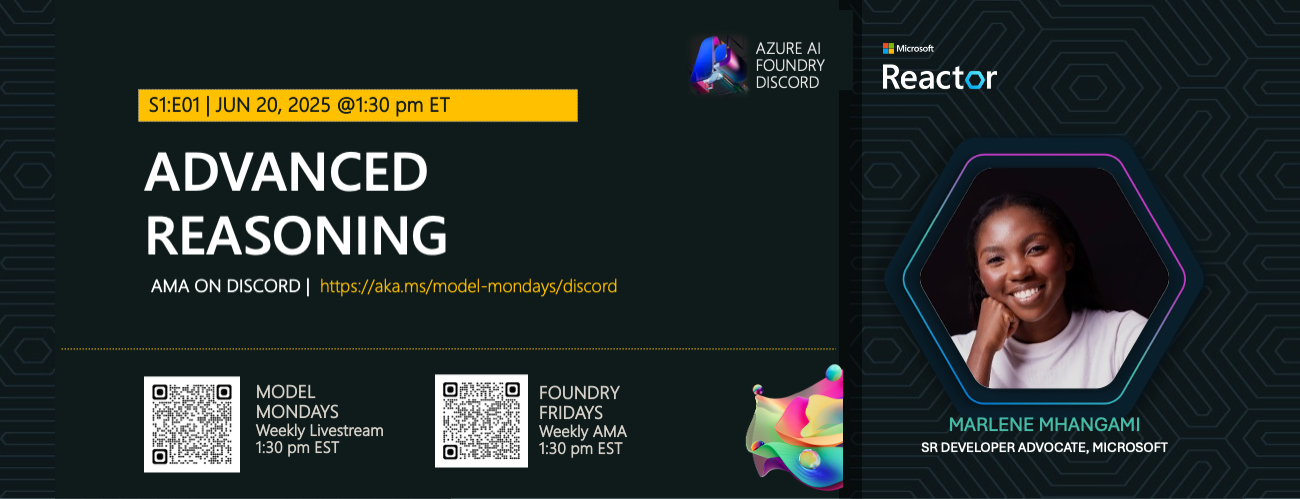 AZURE AI
FOUNDRY
DISCORD
Microsoft
Reactor
S1:E01 | JUN 20, 2025 @1:30 pm ET
ADVANCED
REASONING
AMA ON DISCORD | https://aka.ms/model-mondays/discord
MODEL
MONDAYS
Weekly Livestream
1:30 pm EST
FOUNDRY
FRIDAYS
Weekly AMA
1:30 pm EST
MARLENE MHANGAMI
SR DEVELOPER ADVOCATE, MICROSOFT